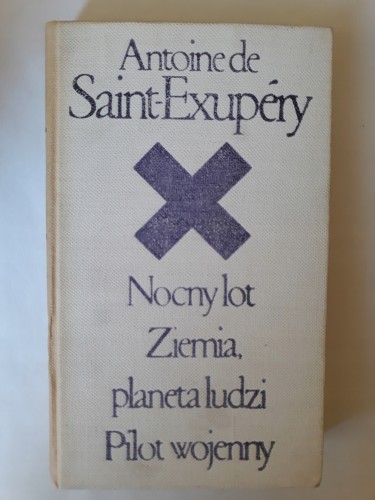 Antoine de
Saint-Exupéry
Nocny lot
Ziemia,
planeta ludzi
Pilot wojenny